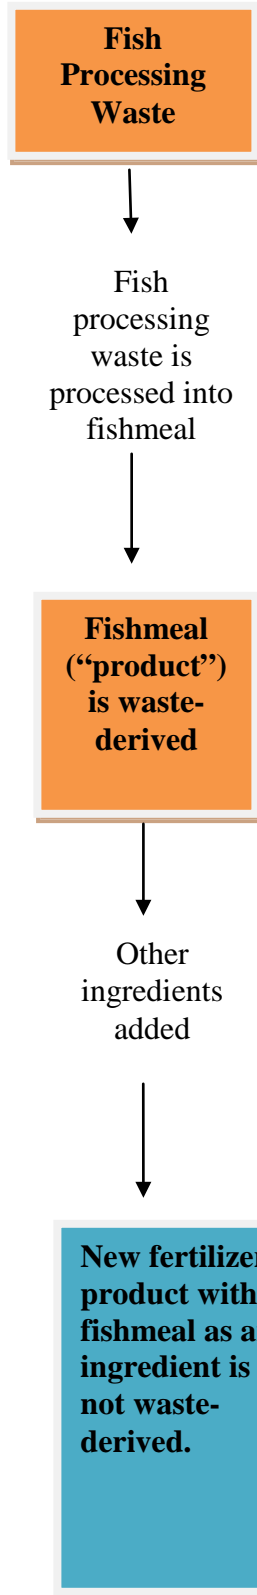 Fish
Processing
Waste
Fish
processing
waste is
processed into
fishmeal
Fishmeal
(“product”)
is waste-
derived
Other
ingredients
added
New fertilizer
product with
fishmeal as a
ingredient is
not waste-
derived.